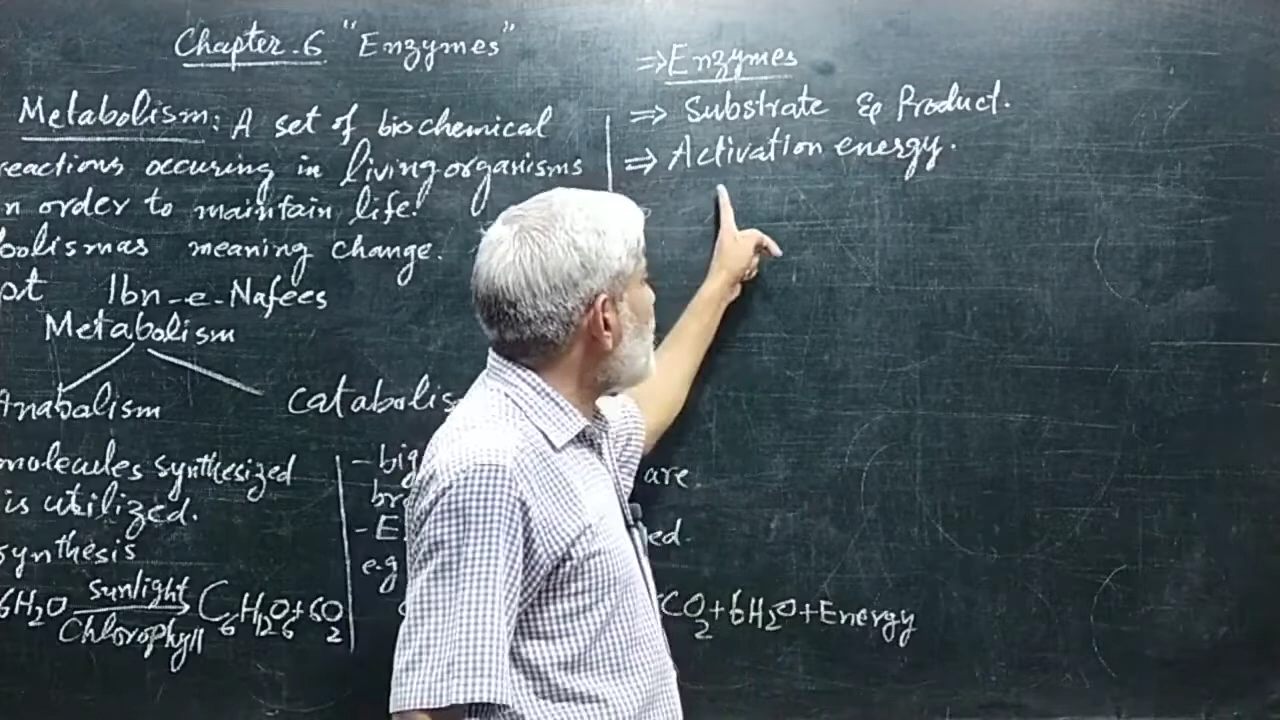 Chapter.6 "Enzymes"
Metabolism: A set of biochemical
reactions occuring in living organisms
n order to maintain life.
bolismas meaning change.
pt Ibn-e-Nafees
Metabolism
Anabalism
molecules synthesized
is utilized.
synthesis
6H2O sunlight C6H12O6+6O2
Chlorophyll
Catabolis
- big are.
br
- E ed.
e.g
CO2+6H2O+Energy
⇒Enzymes
⇒ Substrate & Product.
⇒ Activation energy.